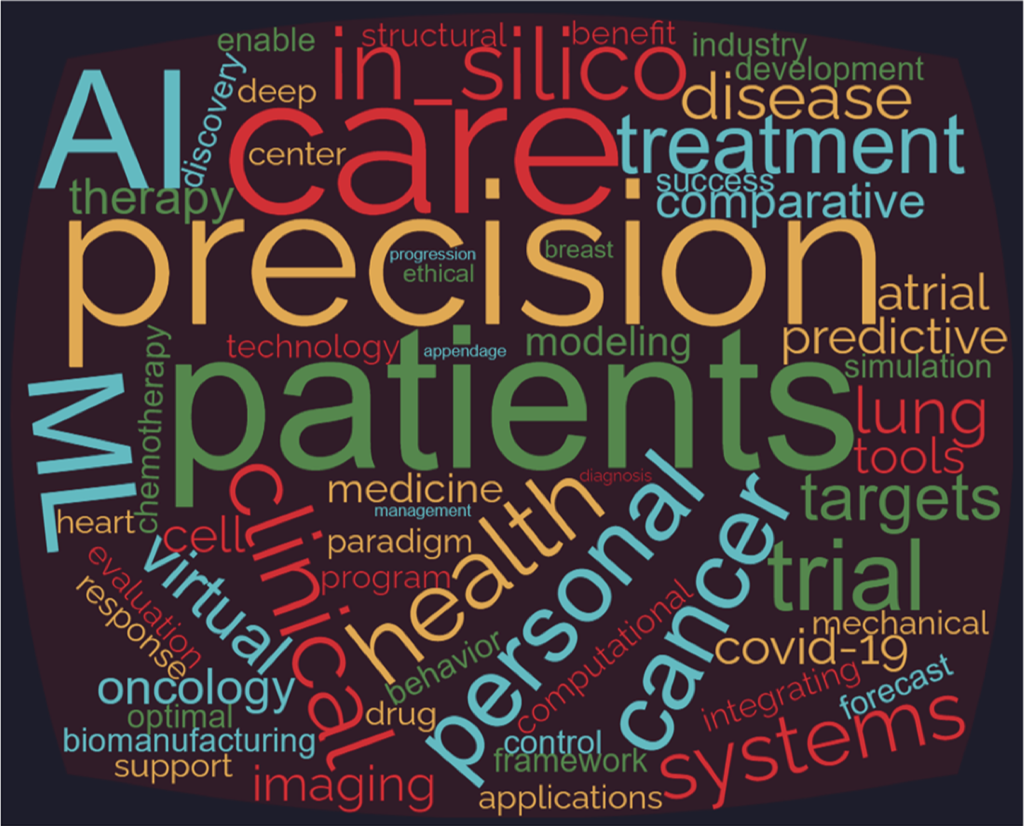 enable
structural
benefit
industry
in_silico
development
AI
discovery
deep
disease
care
treatment
center
success
therapy
comparative
precision
progression
breast
ethical
atrial
predictive
technology
appendage
modeling
simulation
patients
chemotherapy
ML
lung
tools
diagnosis
medicine
management
targets
clinical
health
personal
cancer
heart
cell
paradigm
virtual
trial
evaluation
program
response
computational
mechanical
covid-19
behavior
oncology
integrating
forecast
optimal
drug
systems
biomanufacturing
control
support
framework
imaging
applications